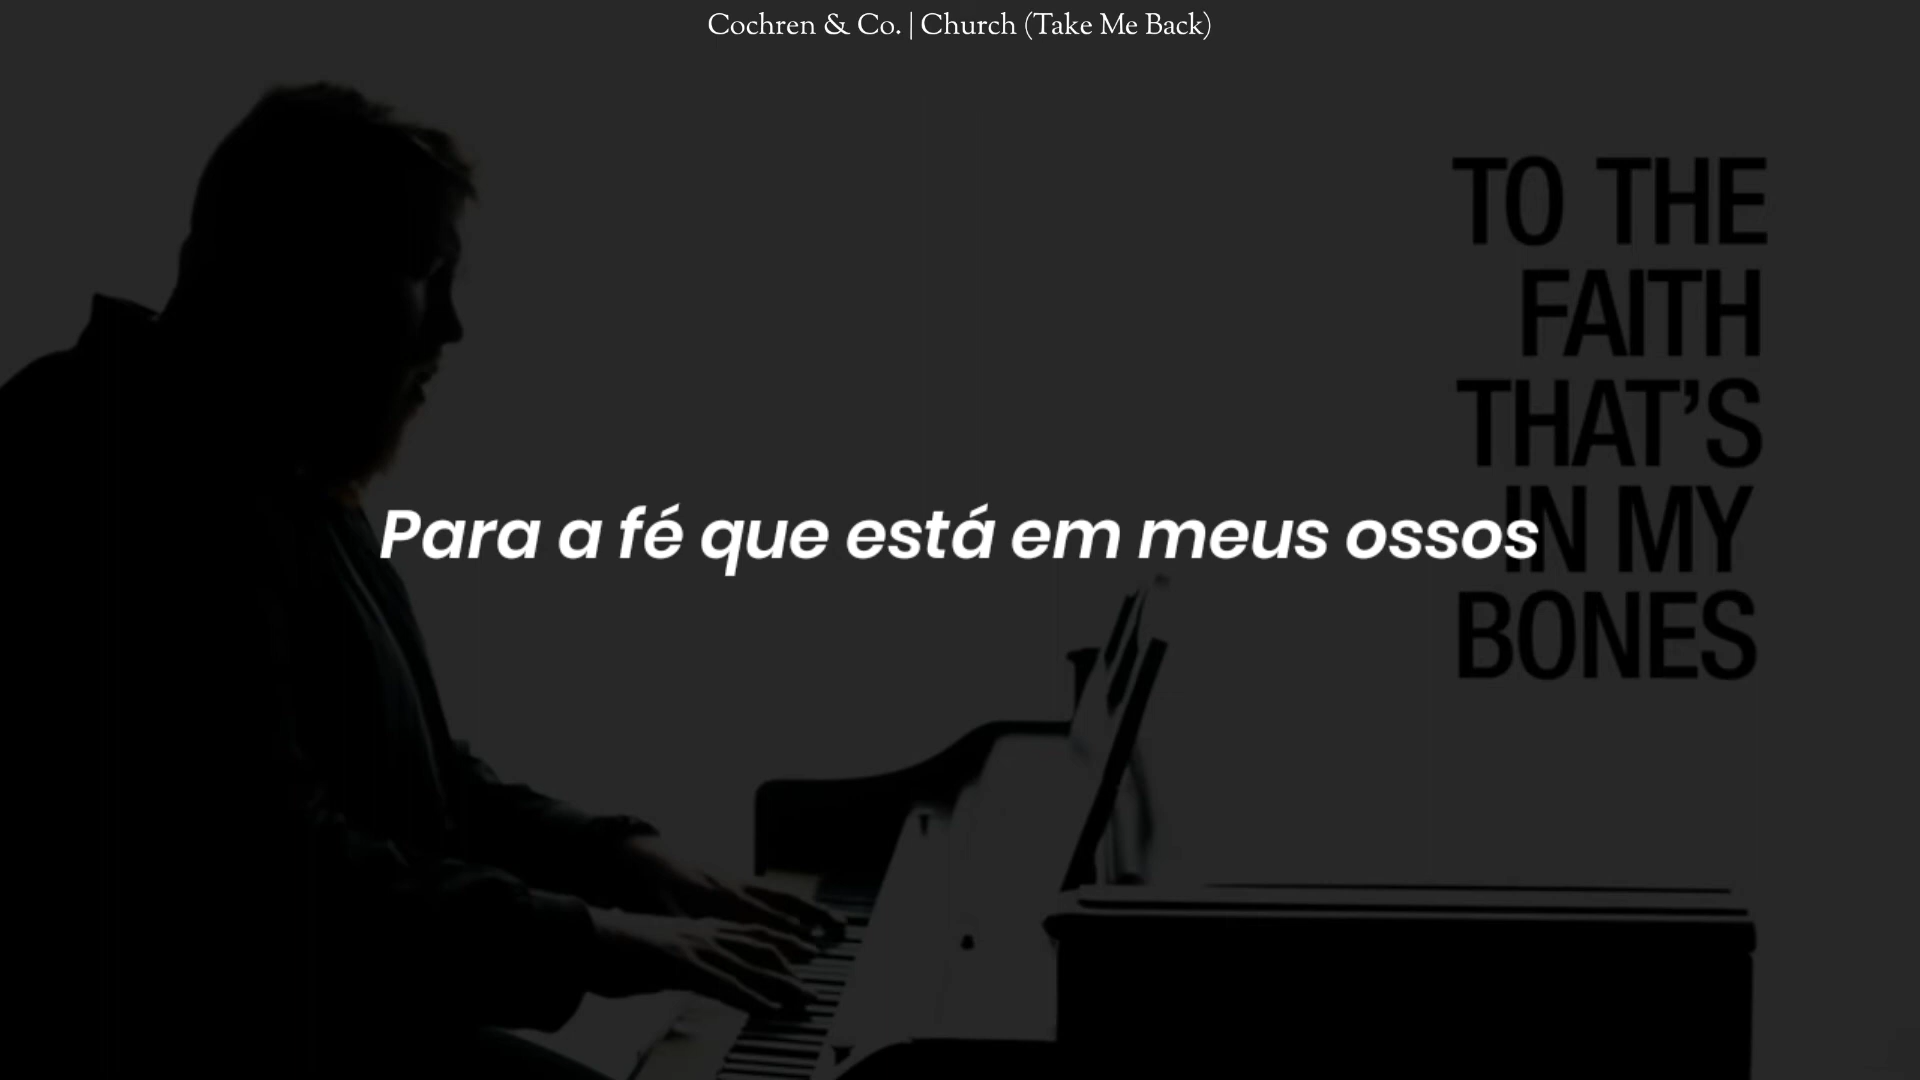 Cochren & Co. | Church (Take Me Back)
TO THE
FAITH
THAT'S
IN MY
BONES
Para a fé que está em meus ossos